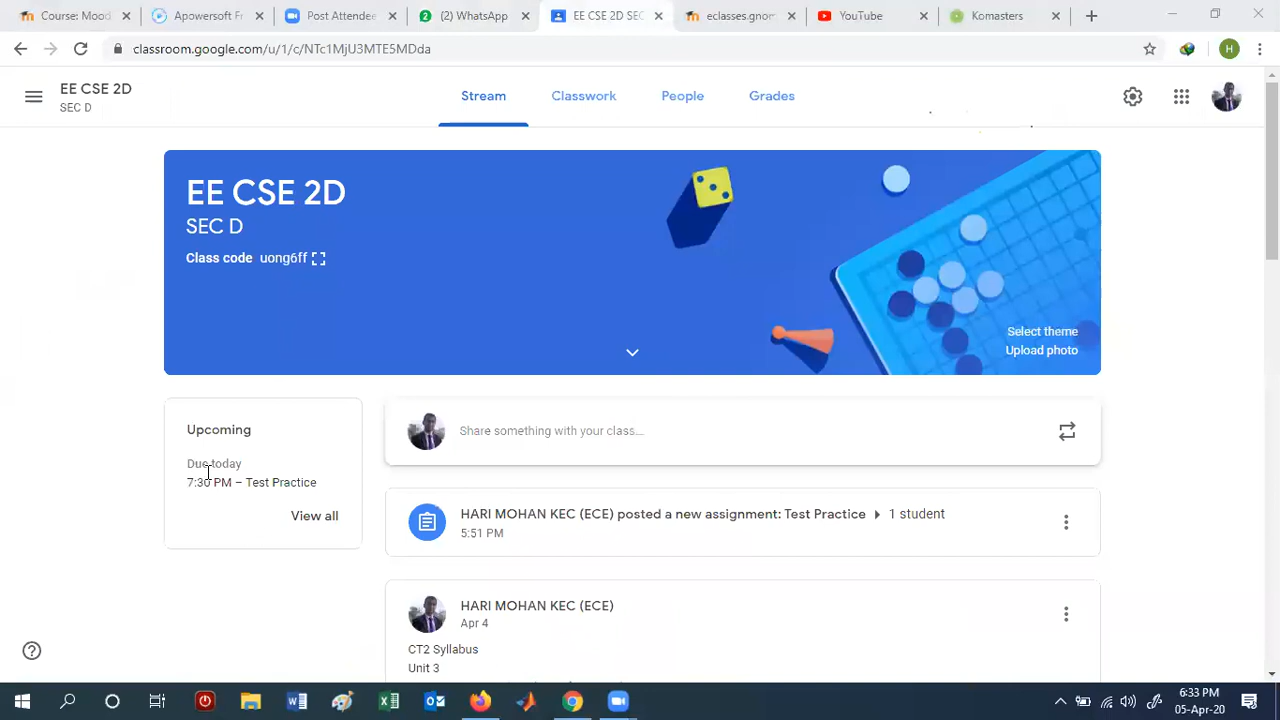 Course: Mood
Apowersoft F
Post Attendee
(2) WhatsApp
EE CSE 2D SEC
eclasses.gnom
YouTube
Komasters
classroom.google.com/u/1/c/NTc1MjU3MTE5MDda
H
EE CSE 2D
SEC D
Stream
Classwork
People
Grades
EE CSE 2D
SEC D
Class code uong6ff
Select theme
Upload photo
Upcoming
Due today
7:30 PM – Test Practice
View all
Share something with your class...
HARI MOHAN KEC (ECE) posted a new assignment: Test Practice 1 student
5:51 PM
HARI MOHAN KEC (ECE)
Apr 4
CT2 Syllabus
Unit 3
6:33 PM
05-Apr-20